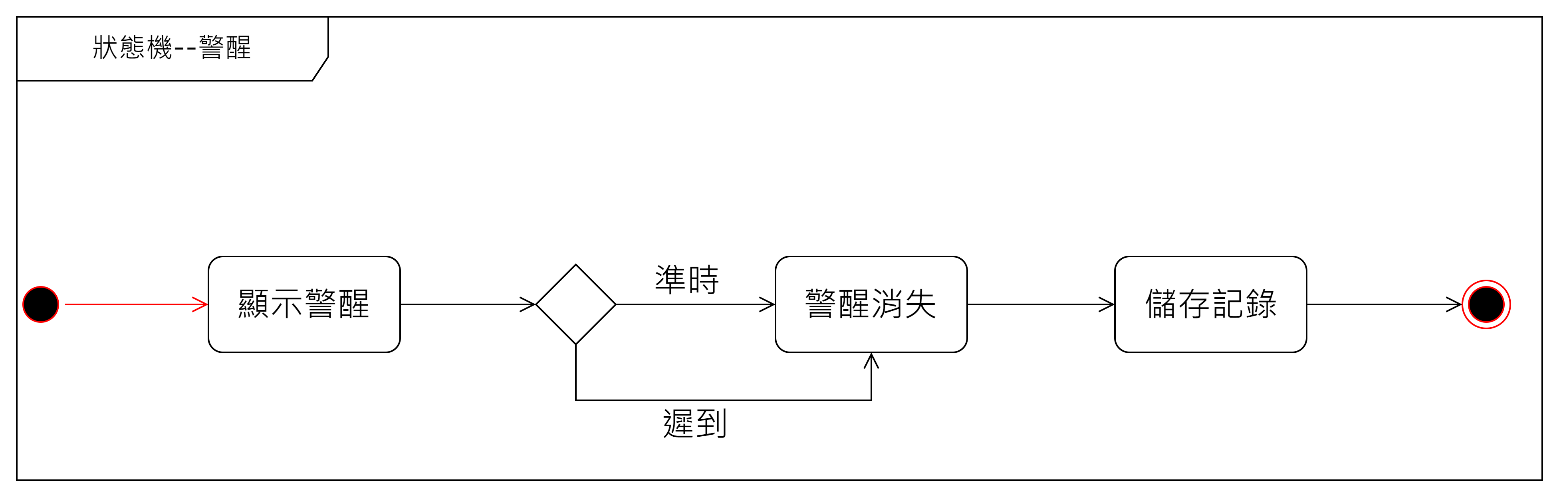 狀態機--警醒
顯示警醒
準時
警醒消失
儲存記錄
遲到